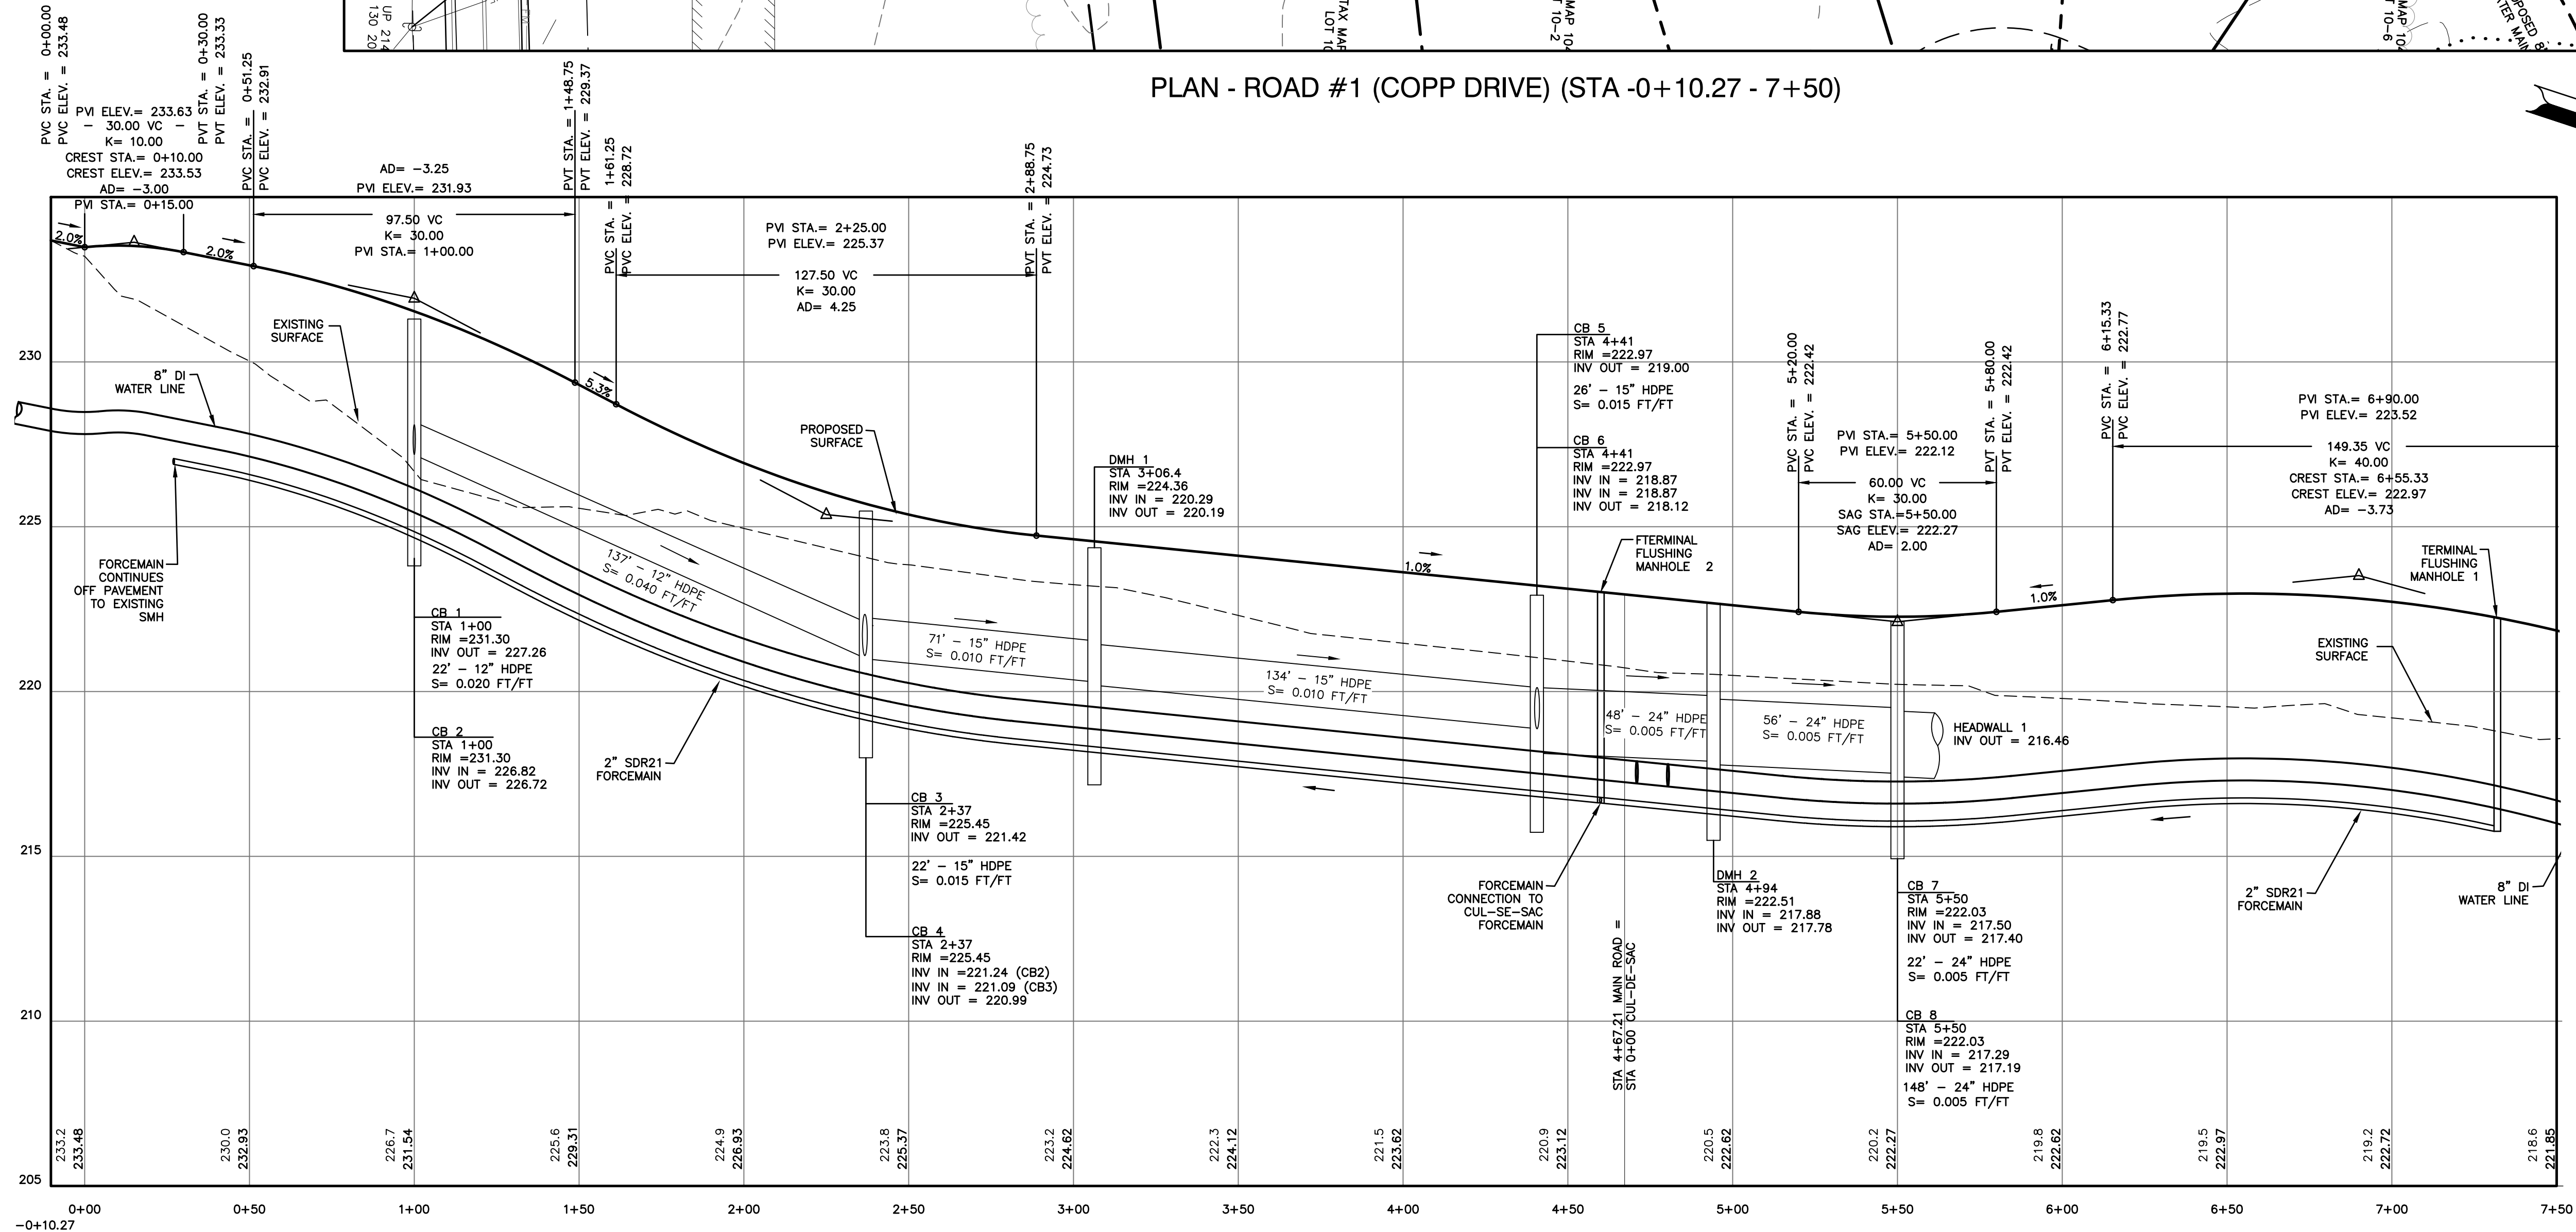 UP 214
130 20
FM
TAX MAP
LOT 10
MAP 104
T 10-2
MAP 104
T 10-6
POSED 8"
TER MAIN
PLAN - ROAD #1 (COPP DRIVE) (STA -0+10.27 - 7+50)
PVC STA. = 0+00.00
PVC ELEV. = 233.48
PVI ELEV.= 233.63
30.00 VC
K= 10.00
CREST STA.= 0+10.00
CREST ELEV.= 233.53
AD= -3.00
PVI STA.= 0+15.00
PVT STA. = 0+30.00
PVT ELEV. = 233.33
PVC STA. = 0+51.25
PVC ELEV. = 232.91
AD= -3.25
PVI ELEV.= 231.93
97.50 VC
K= 30.00
PVI STA.= 1+00.00
PVT STA. = 1+48.75
PVT ELEV. = 229.37
PVC STA. = 1+61.25
PVC ELEV. = 228.72
PVI STA. = 2+25.00
PVI ELEV.= 225.37
127.50 VC
K= 30.00
AD= 4.25
PVT STA. = 2+88.75
PVT ELEV. = 224.73
2.0%
2.0%
5.3%
1.0%
1.0%
230
225
220
215
210
205
EXISTING
SURFACE
8" DI
WATER LINE
FORCEMAIN
CONTINUES
OFF PAVEMENT
TO EXISTING
SMH
CB 1
STA 1+00
RIM =231.30
INV OUT = 227.26
22' - 12" HDPE
S= 0.020 FT/FT
CB 2
STA 1+00
RIM =231.30
INV IN = 226.82
INV OUT = 226.72
137' - 12" HDPE
S= 0.040 FT/FT
2" SDR21
FORCEMAIN
PROPOSED
SURFACE
CB 3
STA 2+37
RIM =225.45
INV OUT = 221.42
22' - 15" HDPE
S= 0.015 FT/FT
CB 4
STA 2+37
RIM =225.45
INV IN =221.24 (CB2)
INV IN = 221.09 (CB3)
INV OUT = 220.99
71' - 15" HDPE
S= 0.010 FT/FT
DMH 1
STA 3+06.4
RIM =224.36
INV IN = 220.29
INV OUT = 220.19
134' - 15" HDPE
S= 0.010 FT/FT
CB 5
STA 4+41
RIM =222.97
INV OUT = 219.00
26' - 15" HDPE
S= 0.015 FT/FT
CB 6
STA 4+41
RIM =222.97
INV IN = 218.87
INV IN = 218.87
INV OUT = 218.12
FTERMINAL
FLUSHING
MANHOLE 2
48' - 24" HDPE
S= 0.005 FT/FT
FORCEMAIN
CONNECTION TO
CUL-SE-SAC
FORCEMAIN
STA 4+67.21 MAIN ROAD =
STA 0+00 CUL-DE-SAC
DMH 2
STA 4+94
RIM =222.51
INV IN = 217.88
INV OUT = 217.78
56' - 24" HDPE
S= 0.005 FT/FT
PVC STA. = 5+20.00
PVC ELEV. = 222.42
PVI STA.= 5+50.00
PVI ELEV.= 222.12
60.00 VC
K= 30.00
SAG STA.=5+50.00
SAG ELEV.= 222.27
AD= 2.00
PVT STA. = 5+80.00
PVT ELEV. = 222.42
HEADWALL 1
INV OUT = 216.46
CB 7
STA 5+50
RIM =222.03
INV IN = 217.50
INV OUT = 217.40
22' - 24" HDPE
S= 0.005 FT/FT
CB 8
STA 5+50
RIM =222.03
INV IN = 217.29
INV OUT = 217.19
148' - 24" HDPE
S= 0.005 FT/FT
PVC STA. = 6+15.33
PVC ELEV. = 222.77
PVI STA. = 6+90.00
PVI ELEV.= 223.52
149.35 VC
K= 40.00
CREST STA.= 6+55.33
CREST ELEV.= 222.97
AD= -3.73
TERMINAL
FLUSHING
MANHOLE 1
EXISTING
SURFACE
2" SDR21
FORCEMAIN
8" DI
WATER LINE
233.2
233.48
230.0
232.93
226.7
231.54
225.6
229.31
224.9
226.93
223.8
225.37
223.2
224.62
222.3
224.12
221.5
223.62
220.9
223.12
220.5
222.62
220.2
222.27
219.8
222.62
219.5
222.97
219.2
222.72
218.6
221.85
-0+10.27
0+00
0+50
1+00
1+50
2+00
2+50
3+00
3+50
4+00
4+50
5+00
5+50
6+00
6+50
7+00
7+50